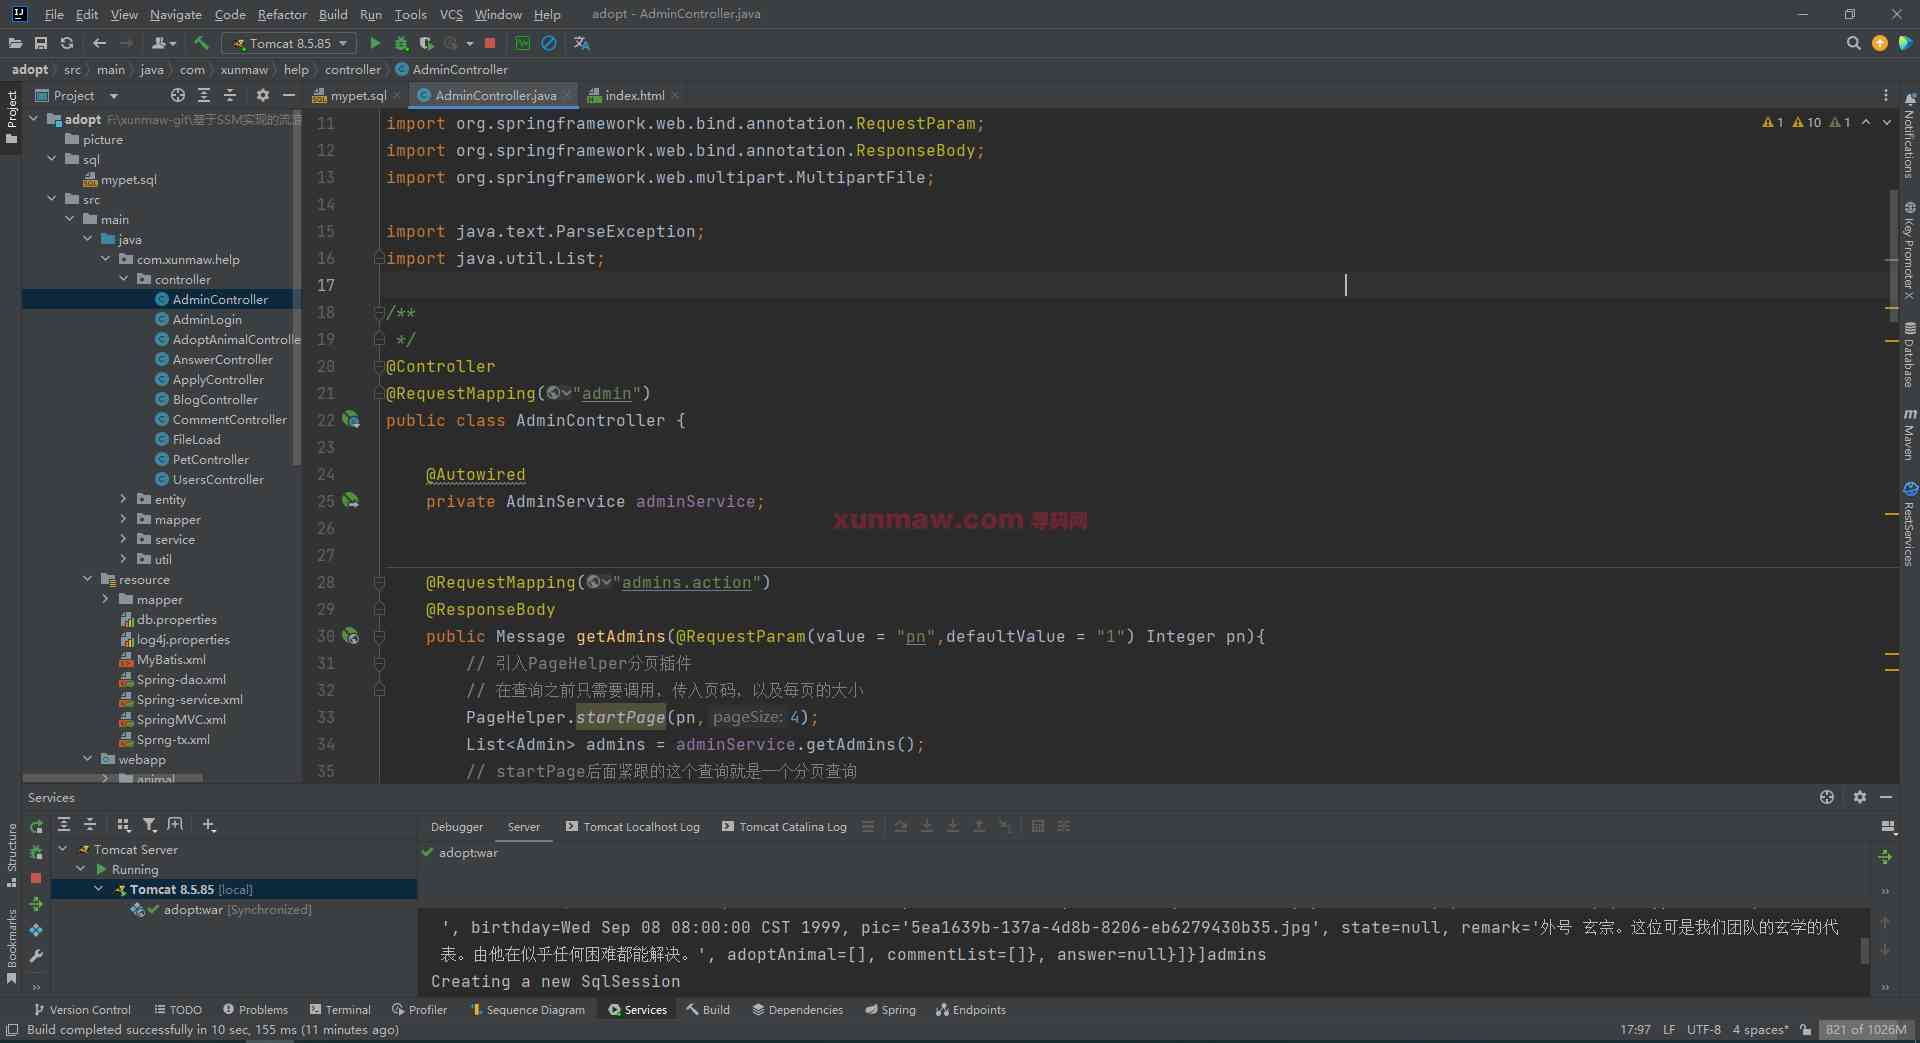 File Edit View Navigate Code Refactor Build Run Tools VCS Window Help adopt - AdminController.java
Tomcat 8.5.85
adopt src main java com xunmaw help controller AdminController
Project
mypet.sql AdminController.java index.html
adopt F:\xunmaw-git\基于SSM实现的流浪
picture
sql
mypet.sql
src
main
java
com.xunmaw.help
controller
AdminController
AdminLogin
AdoptAnimalControlle
AnswerController
ApplyController
BlogController
CommentController
FileLoad
PetController
UsersController
entity
mapper
service
util
resource
mapper
db.properties
log4j.properties
MyBatis.xml
Spring-dao.xml
Spring-service.xml
SpringMVC.xml
Sprng-tx.xml
webapp
animal
11 import org.springframework.web.bind.annotation.RequestParam;
12 import org.springframework.web.bind.annotation.ResponseBody;
13 import org.springframework.web.multipart.MultipartFile;
14
15 import java.text.ParseException;
16 import java.util.List;
17
18 /**
19 */
20 @Controller
21 @RequestMapping("admin")
22 public class AdminController {
23
24 @Autowired
25 private AdminService adminService;
26
27
28 @RequestMapping("admins.action")
29 @ResponseBody
30 public Message getAdmins(@RequestParam(value = "pn",defaultValue = "1") Integer pn){
31 // 引入PageHelper分页插件
32 // 在查询之前只需要调用，传入页码，以及每页的大小
33 PageHelper.startPage(pn, pageSize: 4);
34 List<Admin> admins = adminService.getAdmins();
35 // startPage后面紧跟的这个查询就是一个分页查询
1 10 1
xunmaw.com 寻码网
Project
Structure
Bookmarks
Notifications
Key Promoter X
Database
Maven
RestServices
Services
Debugger Server Tomcat Localhost Log Tomcat Catalina Log
Tomcat Server
Running
Tomcat 8.5.85 [local]
adopt:war [Synchronized]
adopt:war
', birthday=Wed Sep 08 08:00:00 CST 1999, pic='5ea1639b-137a-4d8b-8206-eb6279430b35.jpg', state=null, remark='外号 玄宗。这位可是我们团队的玄学的代
表。由他在似乎任何困难都能解决。', adoptAnimal=[], commentList=[]}, answer=null}]}]admins
Creating a new SqlSession
Version Control TODO Problems Terminal Profiler Sequence Diagram Services Build Dependencies Spring Endpoints
Build completed successfully in 10 sec, 155 ms (11 minutes ago)
17:97 LF UTF-8 4 spaces* 821 of 1026M